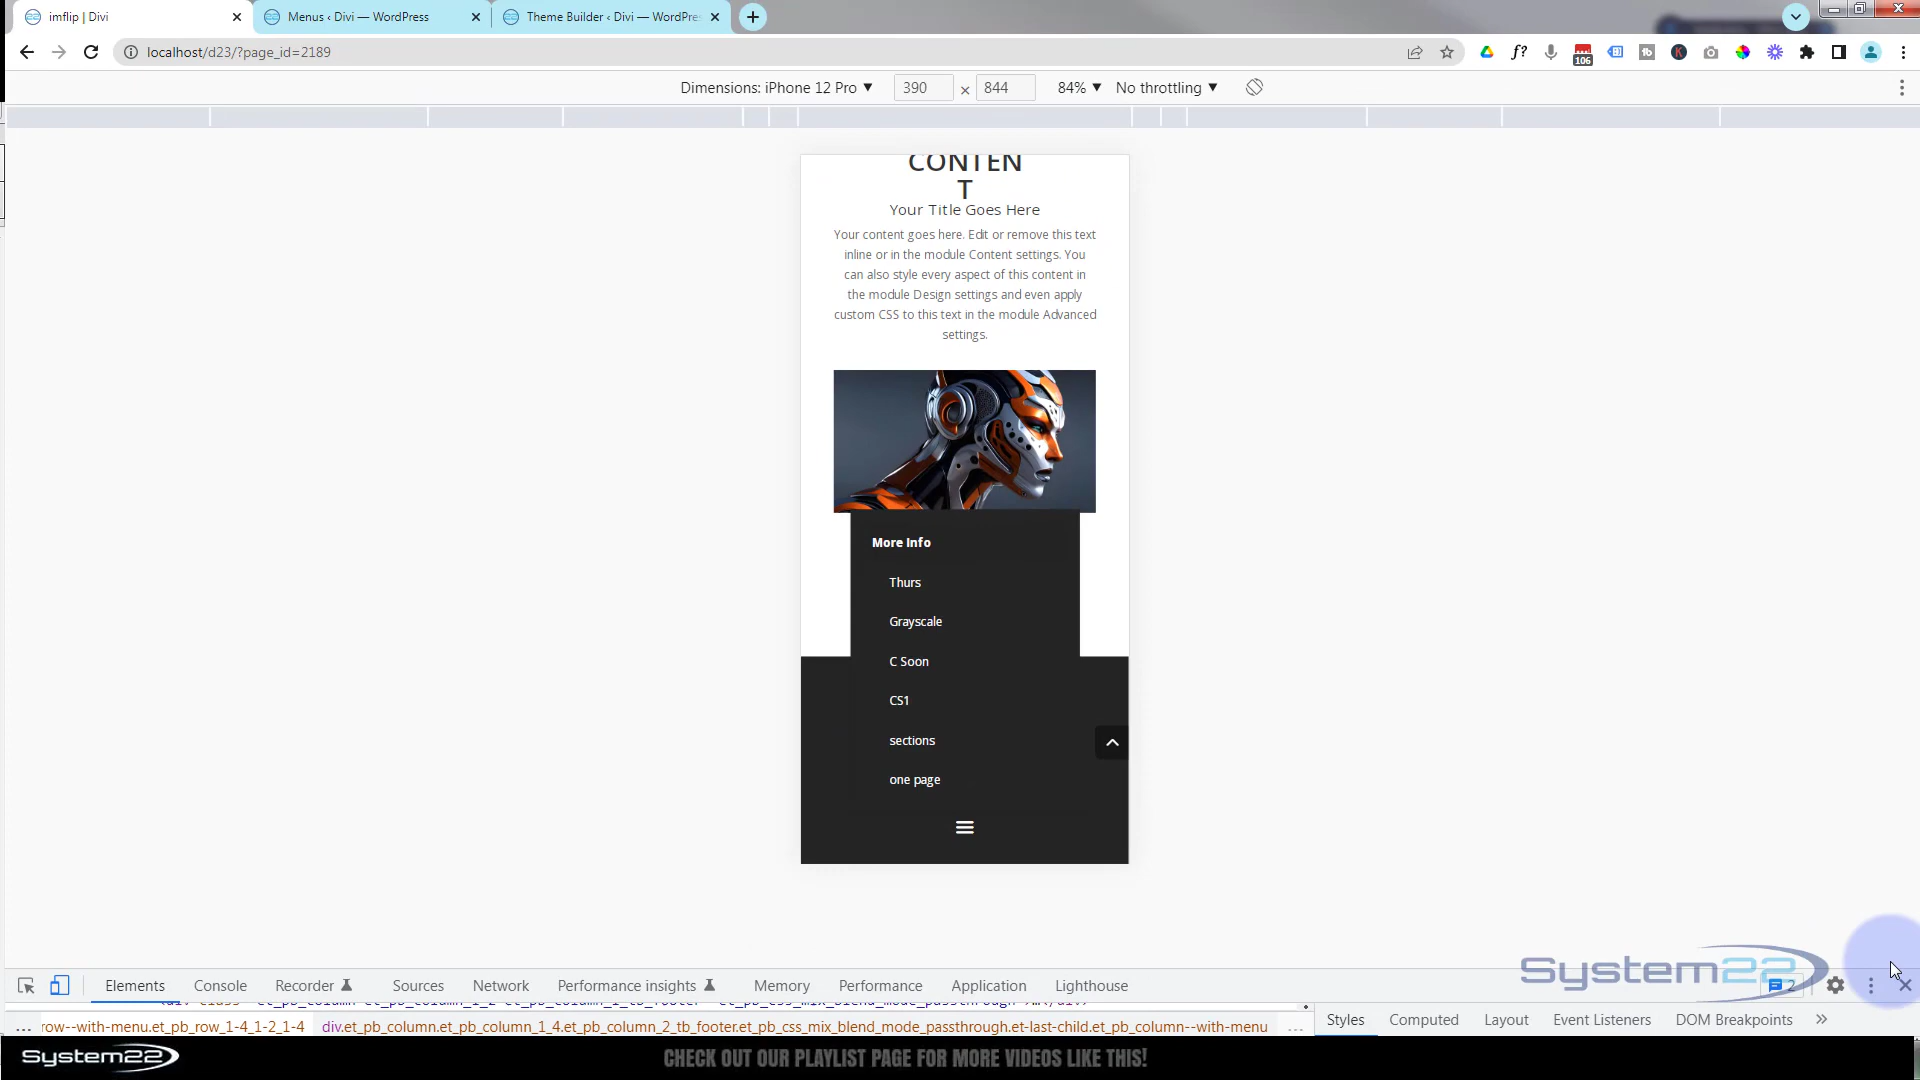 imflip | Divi
Menus ‹ Divi — WordPress
Theme Builder ‹ Divi — WordPre
localhost/d23/?page_id=2189
106
Dimensions: iPhone 12 Pro ▼ 390 × 844 84% ▼ No throttling ▼
CONTEN
T
Your Title Goes Here
Your content goes here. Edit or remove this text
inline or in the module Content settings. You
can also style every aspect of this content in
the module Design settings and even apply
custom CSS to this text in the module Advanced
settings.
More Info
Thurs
Grayscale
C Soon
CS1
sections
one page
System22
Elements Console Recorder Sources Network Performance insights Memory Performance Application Lighthouse 2
... row--with-menu.et_pb_row_1-4_1-2_1-4 div.et_pb_column.et_pb_column_1_4.et_pb_column_2_tb_footer.et_pb_css_mix_blend_mode_passthrough.et-last-child.et_pb_column--with-menu ...
Styles Computed Layout Event Listeners DOM Breakpoints »
System22
CHECK OUT OUR PLAYLIST PAGE FOR MORE VIDEOS LIKE THIS!